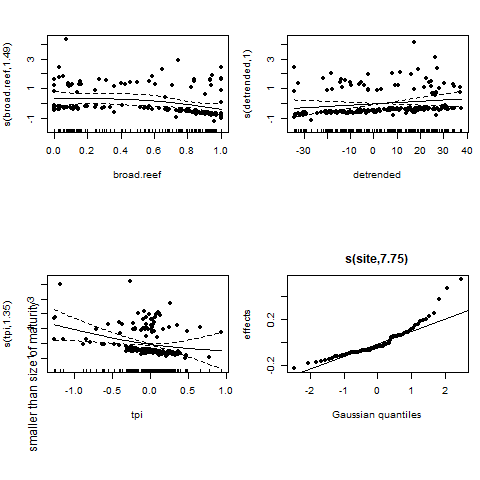 s(broad.reef,1.49)
-1 1 3
0.0 0.2 0.4 0.6 0.8 1.0
broad.reef
s(detrended,1)
-1 1 3
-30 -20 -10 0 10 20 30 40
detrended
smaller than size of maturity
s(tpi,1.35)
-1 1 3
-1.0 -0.5 0.0 0.5 1.0
tpi
s(site,7.75)
effects
-0.2 0.2
-2 -1 0 1 2
Gaussian quantiles